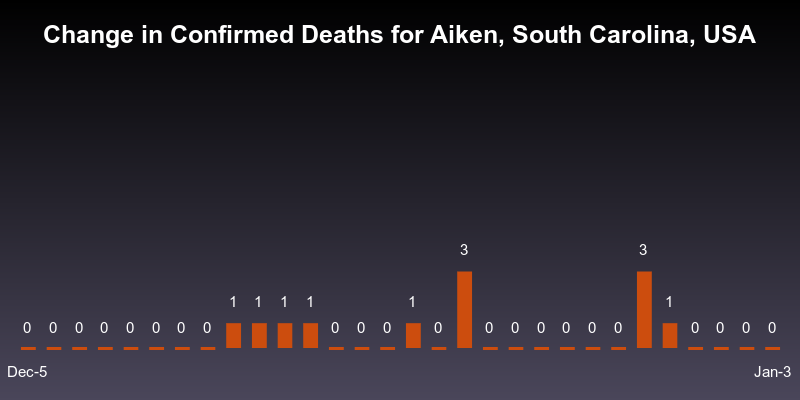 Change in Confirmed Deaths for Aiken, South Carolina, USA
3 3
1 1 1 1 1 1
0 0 0 0 0 0 0 0 0 0 0 0 0 0 0 0 0 0 0 0 0 0
Dec-5 Jan-3